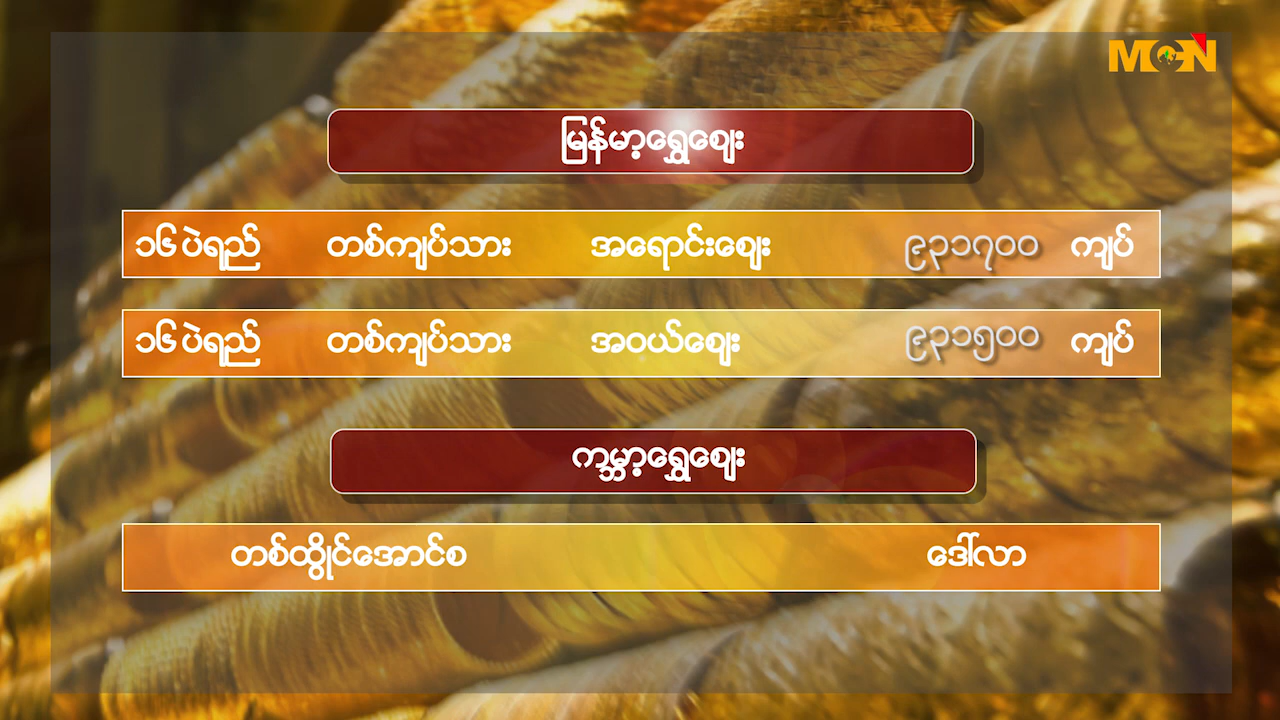 MCN
မြန်မာ့ရွှေဈေး
၁၆ ပဲရည် တစ်ကျပ်သား အရောင်းဈေး ၉၃၁၇၀၀ ကျပ်
၁၆ ပဲရည် တစ်ကျပ်သား အဝယ်ဈေး ၉၃၁၅၀၀ ကျပ်
ကမ္ဘာ့ရွှေဈေး
တစ်ထွိုင်အောင်စ ဒေါ်လာ